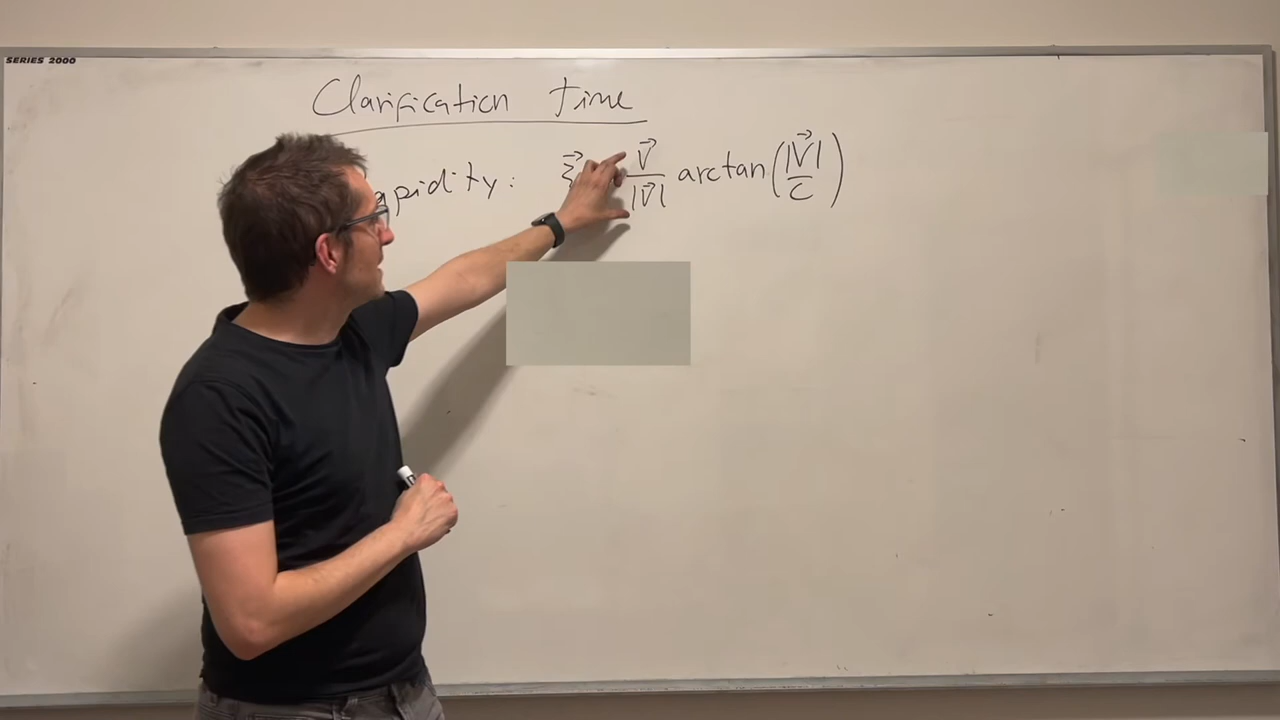 SERIES 2000
Clarification time
apidity: ξ⃗ V⃗/|V⃗| arctan(|V⃗|/c)